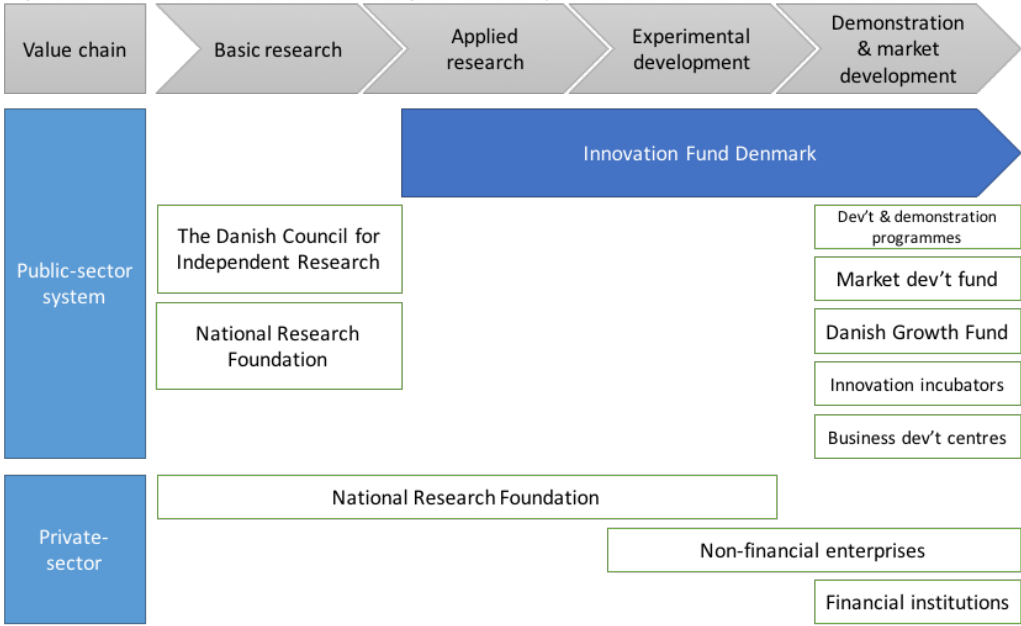 Value chain
Basic research
Applied
research
Experimental
development
Demonstration
& market
development
Public-sector
system
Innovation Fund Denmark
The Danish Council for
Independent Research
National Research
Foundation
Dev't & demonstration
programmes
Market dev't fund
Danish Growth Fund
Innovation incubators
Business dev't centres
Private-
sector
National Research Foundation
Non-financial enterprises
Financial institutions